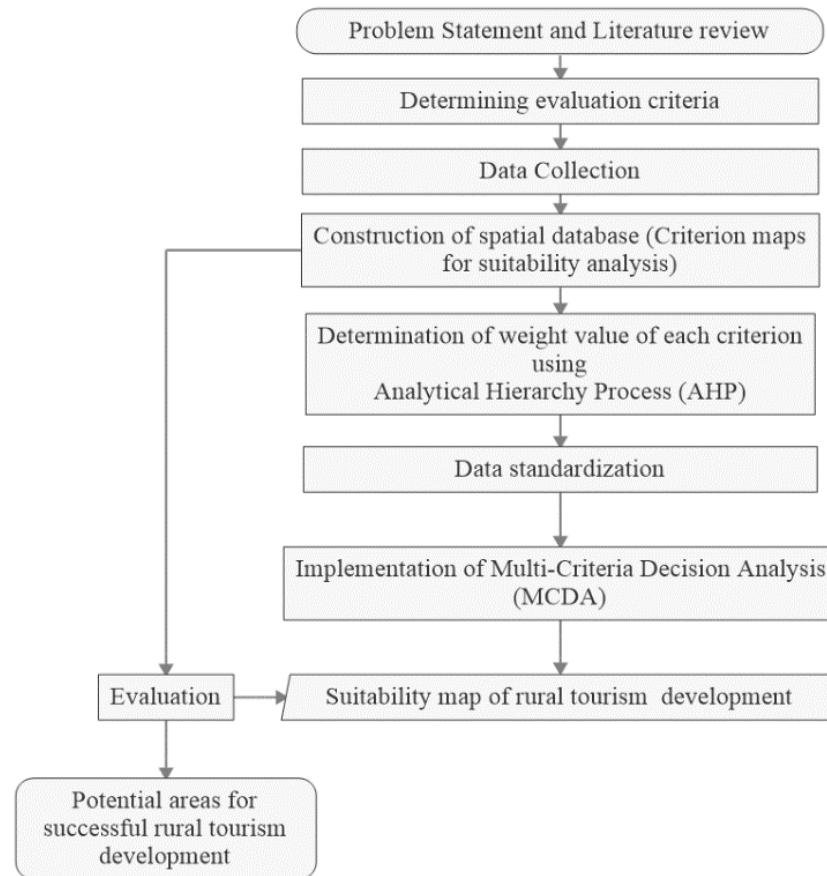 Problem Statement and Literature review
Determining evaluation criteria
Data Collection
Construction of spatial database (Criterion maps
for suitability analysis)
Determination of weight value of each criterion
using
Analytical Hierarchy Process (AHP)
Data standardization
Implementation of Multi-Criteria Decision Analysis
(MCDA)
Evaluation
Suitability map of rural tourism development
Potential areas for
successful rural tourism
development